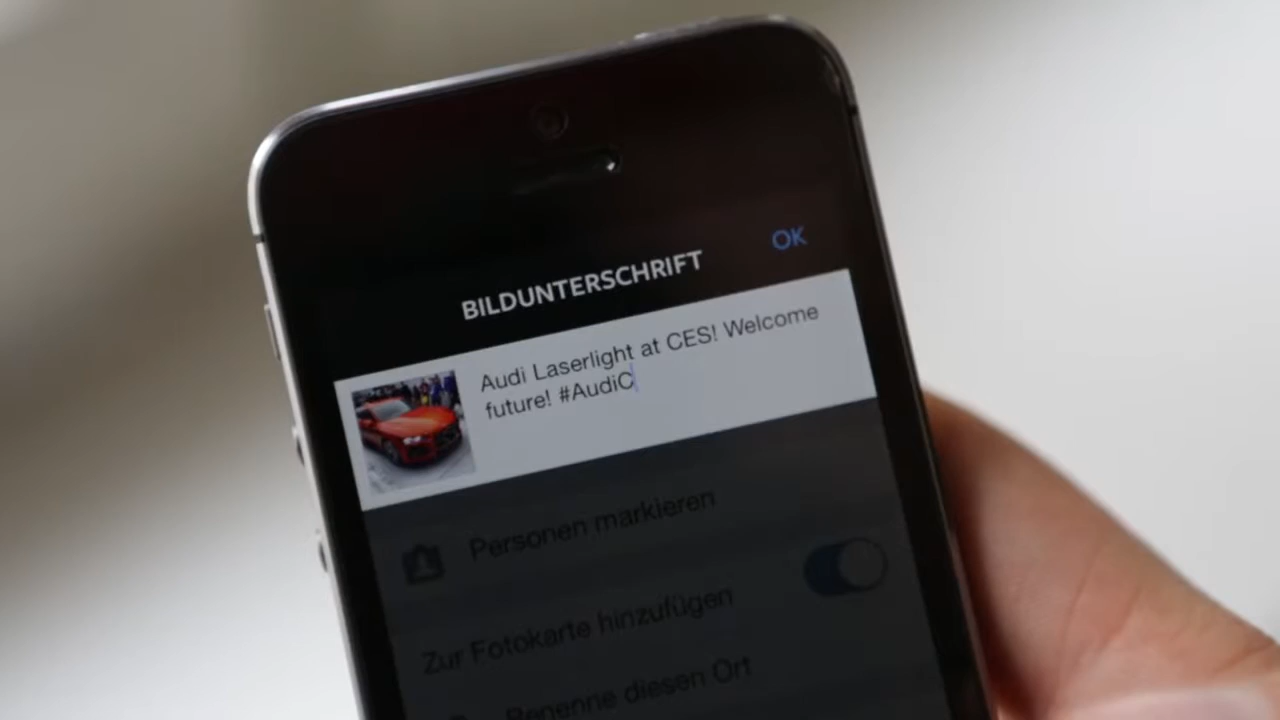 OK
BILDUNTERSCHRIFT
Audi Laserlight at CES! Welcome
future! #AudiC
Personen markieren
Zur Fotokarte hinzufügen
Benenne diesen Ort